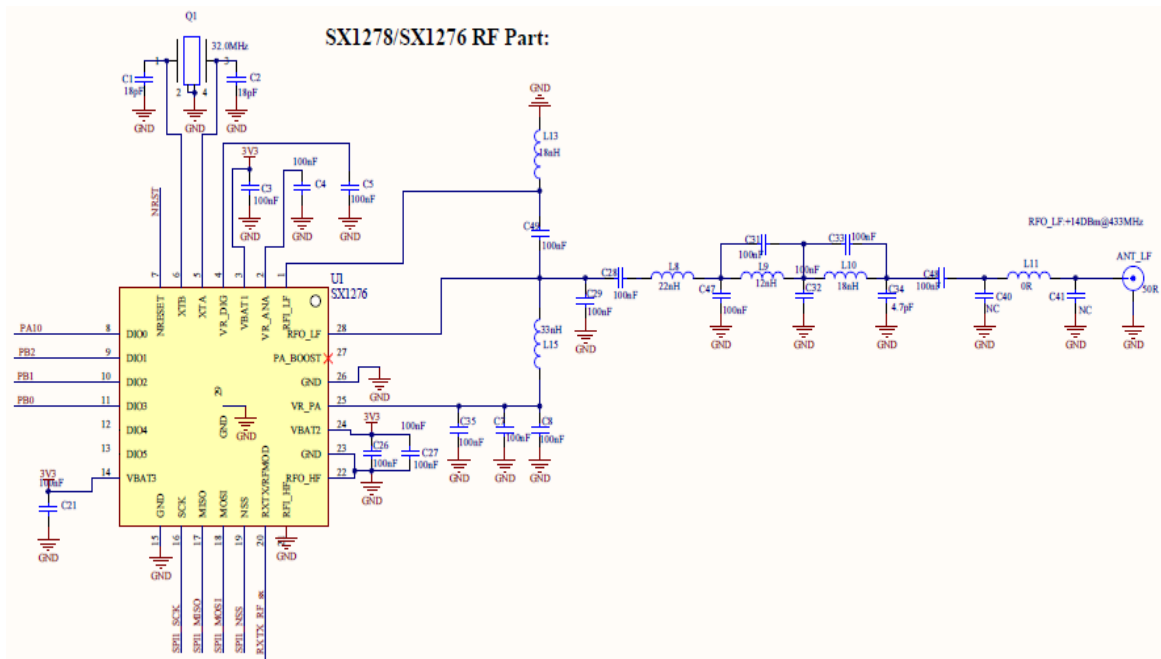 Q1
SX1278/SX1276 RF Part:
32.0MHz
1
3
C1
18pF
2
4
C2
18pF
GND
GND
GND
GND
L13
18nH
3V3
100nF
C3
100nF
C4
C5
100nF
GND
GND
GND
NRST
C49
100nF
RFO_LF:+14DBm@433MHz
C31
100nF
C33
100nF
ANT_LF
7
6
5
4
3
2
1
U1
SX1276
C28
100nF
L8
22nH
L9
12nH
L10
18nH
C48
100nF
L11
0R
50R
NRESET
XTB
XTA
VR_DIG
VBAT1
VR_ANA
RFI_LF
C29
100nF
C47
100nF
100nF
C32
C34
4.7pF
C40
NC
C41
NC
GND
GND
GND
GND
GND
GND
GND
PA10
8
DIO0
RFO_LF
28
33nH
L15
PB2
9
DIO1
PA_BOOST
27
PB1
10
DIO2
GND
26
GND
PB0
11
DIO3
29
GND
GND
VR_PA
25
12
DIO4
VBAT2
24
3V3
100nF
C35
100nF
C7
100nF
C8
100nF
13
DIO5
GND
23
C26
100nF
C27
100nF
GND
GND
GND
3V3
100nF
14
VBAT3
RFO_HF
22
GND
C21
GND
GND
SCK
MISO
MOSI
NSS
RXTX/RFMOD
RFI_HF
15
16
17
18
19
20
GND
GND
SPI1_SCK
SPI1_MISO
SPI1_MOSI
SPI1_NSS
RXTX_RF